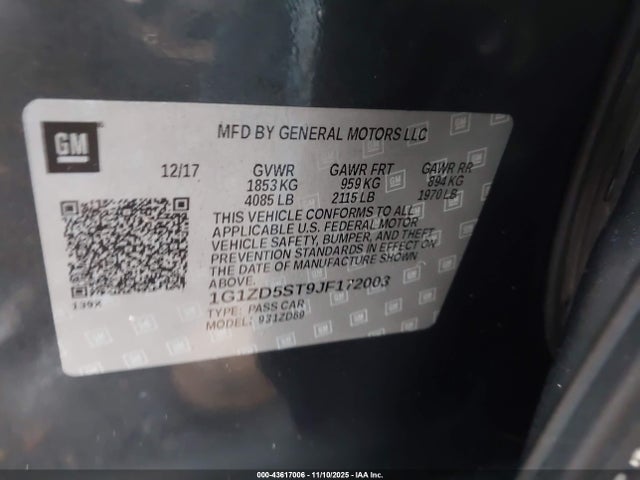 GM
MFD BY GENERAL MOTORS LLC
12/17 GVWR GAWR FRT GAWR RR
1853 KG 959 KG 894 KG
4085 LB 2115 LB 1970 LB
THIS VEHICLE CONFORMS TO ALL
APPLICABLE U.S. FEDERAL MOTOR
VEHICLE SAFETY, BUMPER, AND THEFT
PREVENTION STANDARDS IN EFFECT ON
THE DATE OF MANUFACTURE SHOWN
ABOVE.
1G1ZD5ST9JF172003
TYPE: PASS CAR
MODEL: 931ZD69
139X
000-43617006 - 11/10/2025 - IAA Inc.